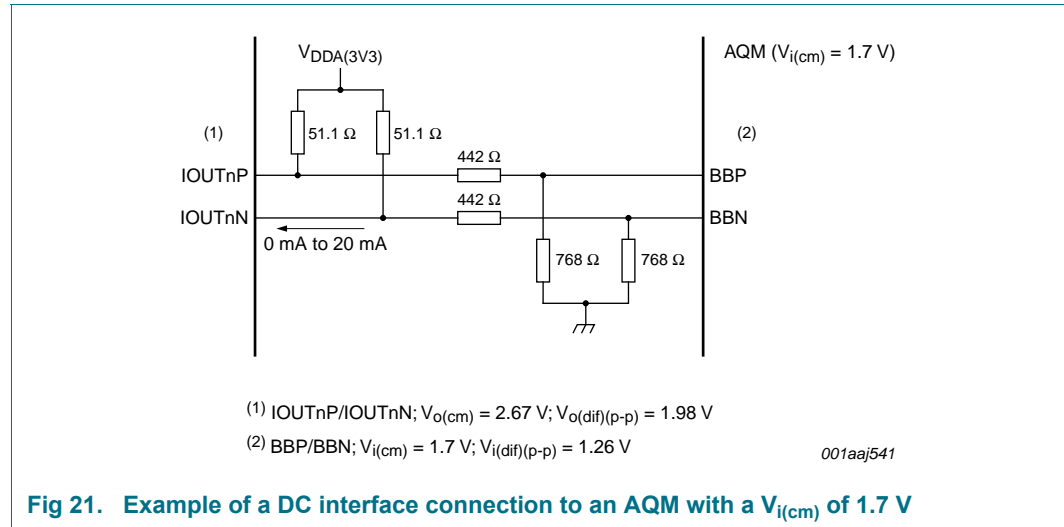 V_DDA(3V3)
AQM (V_i(cm) = 1.7 V)
(1)
51.1 Ω
51.1 Ω
(2)
442 Ω
IOUTnP
BBP
442 Ω
IOUTnN
BBN
0 mA to 20 mA
768 Ω
768 Ω
(1) IOUTnP/IOUTnN; V_o(cm) = 2.67 V; V_o(dif)(p-p) = 1.98 V
(2) BBP/BBN; V_i(cm) = 1.7 V; V_i(dif)(p-p) = 1.26 V
001aaj541
Fig 21. Example of a DC interface connection to an AQM with a V_i(cm) of 1.7 V